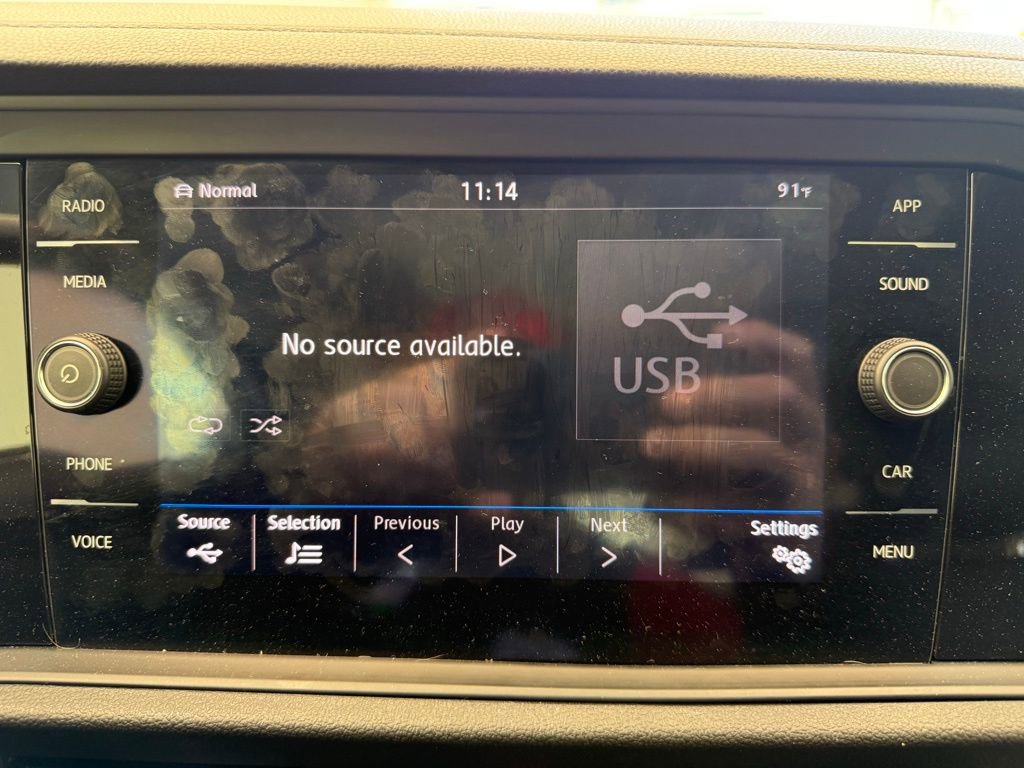 Normal
11:14
91°F
RADIO
MEDIA
PHONE
VOICE
No source available.
USB
Source
Selection
Previous
Play
Next
Settings
APP
SOUND
CAR
MENU